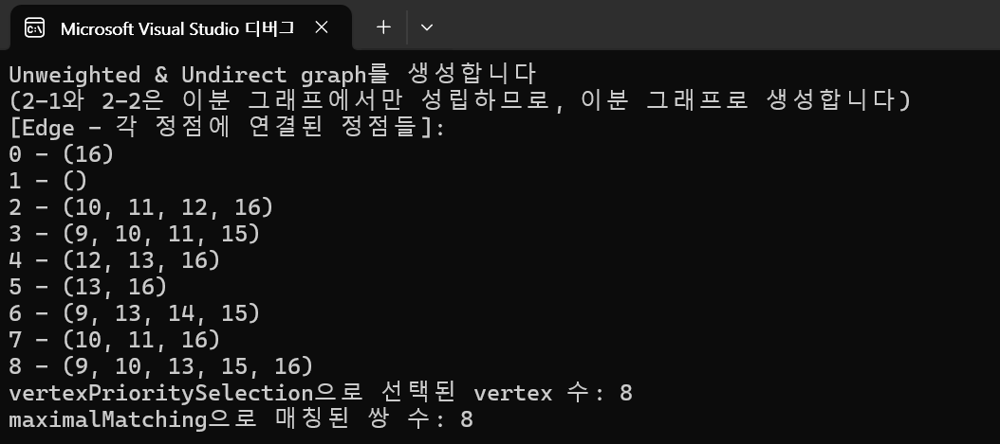 Microsoft Visual Studio 디버그
Unweighted & Undirect graph를 생성합니다
(2-1와 2-2은 이분 그래프에서만 성립하므로, 이분 그래프로 생성합니다)
[Edge - 각 정점에 연결된 정점들]:
0 - (16)
1 - ()
2 - (10, 11, 12, 16)
3 - (9, 10, 11, 15)
4 - (12, 13, 16)
5 - (13, 16)
6 - (9, 13, 14, 15)
7 - (10, 11, 16)
8 - (9, 10, 13, 15, 16)
vertexPrioritySelection으로 선택된 vertex 수: 8
maximalMatching으로 매칭된 쌍 수: 8